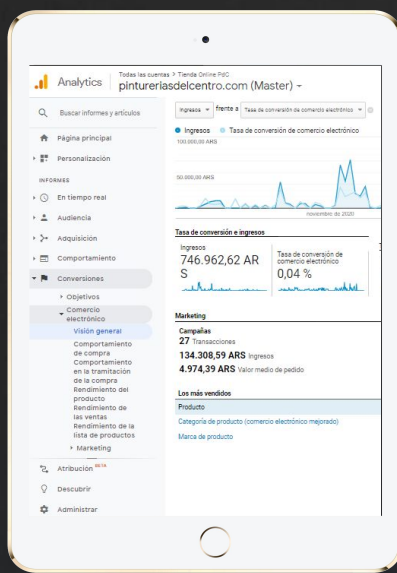 Analytics
Todas las cuentas > Tienda Online PdC
pintureriasdelcentro.com (Master)
Buscar informes y artículos
Página principal
Personalización
INFORMES
En tiempo real
Audiencia
Adquisición
Comportamiento
Conversiones
Objetivos
Comercio
electrónico
Visión general
Comportamiento
de compra
Comportamiento
en la tramitación
de la compra
Rendimiento del
producto
Rendimiento de
las ventas
Rendimiento de la
lista de productos
Marketing
Atribución BETA
Descubrir
Administrar
Ingresos frente a Tasa de conversión de comercio electrónico
Ingresos Tasa de conversión de comercio electrónico
100.000,00 ARS
50.000,00 ARS
noviembre de 2020
Tasa de conversión e ingresos
Ingresos
746.962,62 AR
S
Tasa de conversión de
comercio electrónico
0,04 %
Marketing
Campañas
27 Transacciones
134.308,59 ARS Ingresos
4.974,39 ARS Valor medio de pedido
Los más vendidos
Producto
Categoría de producto (comercio electrónico mejorado)
Marca de producto